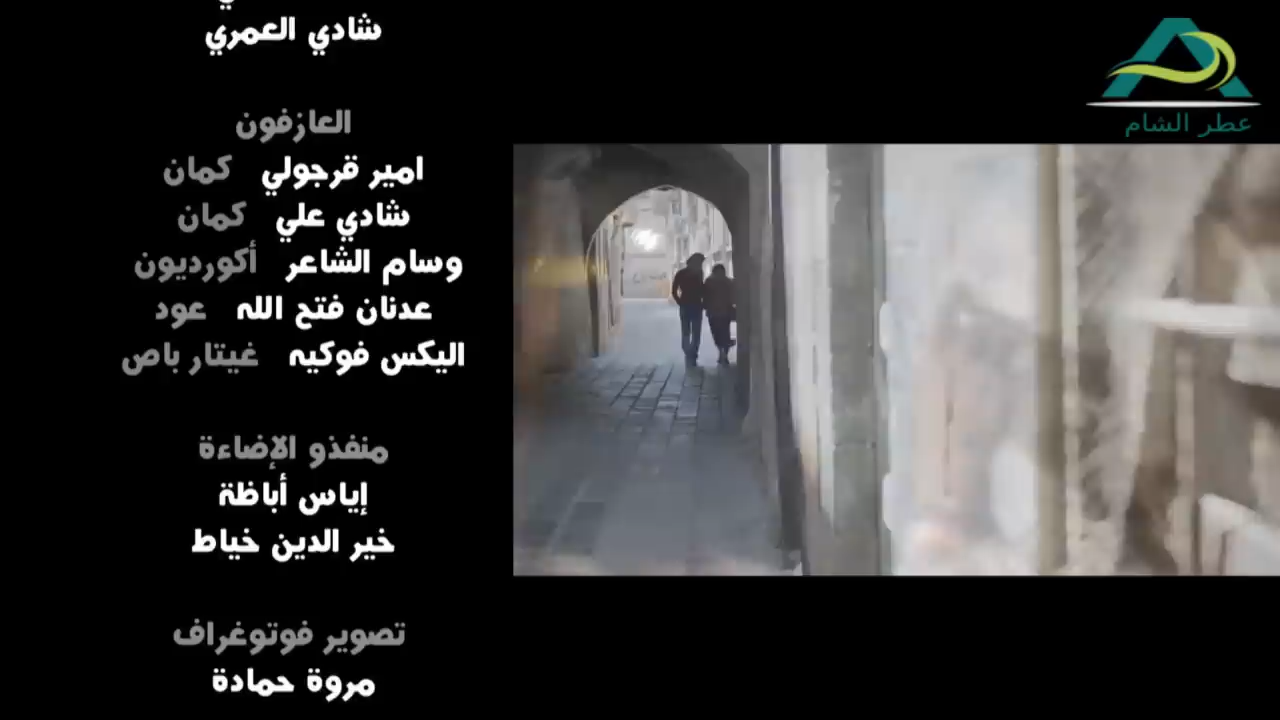 شادي العمري
العازفون
امير قرجولي كمان
شادي علي كمان
وسام الشاعر أكورديون
عدنان فتح الله عود
اليكس فوكيه غيتار باص
منفذو الإضاءة
إياس أباظة
خير الدين خياط
تصوير فوتوغراف
مروة حمادة
عطر الشام